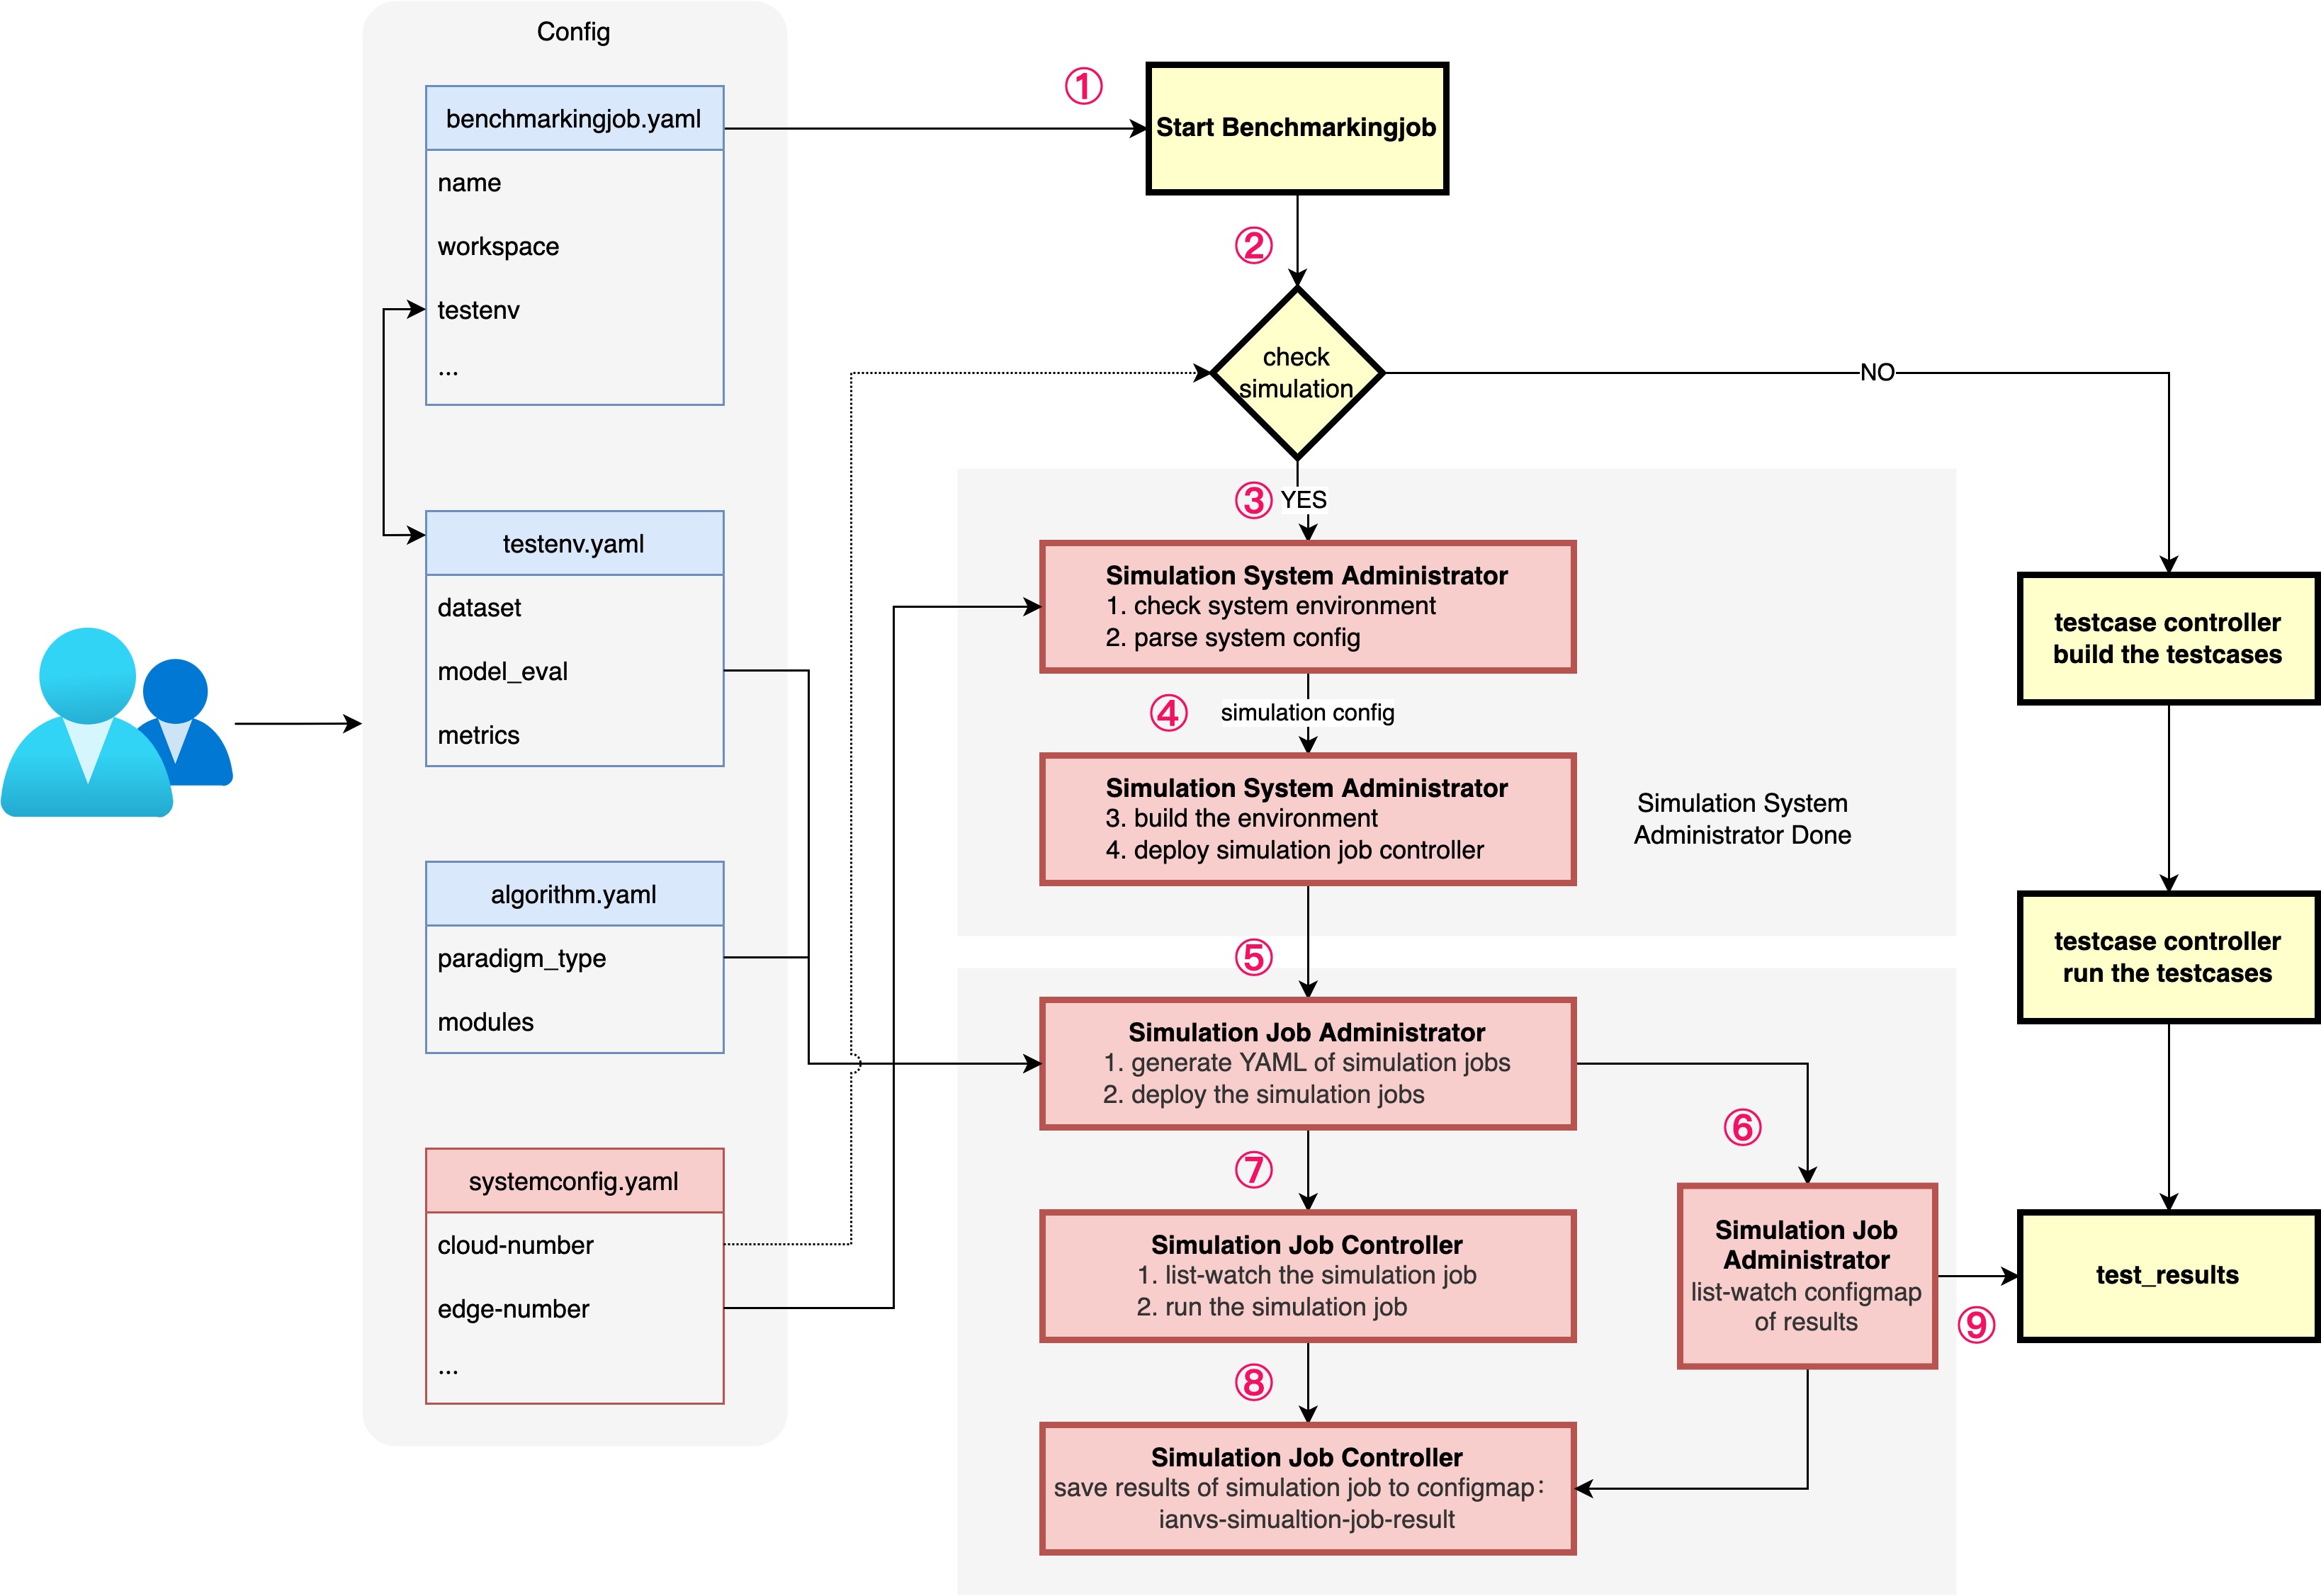 Config
benchmarkingjob.yaml
name
workspace
testenv
...
testenv.yaml
dataset
model_eval
metrics
algorithm.yaml
paradigm_type
modules
systemconfig.yaml
cloud-number
edge-number
...
①
Start Benchmarkingjob
②
check
simulation
NO
③ YES
Simulation System Administrator
1. check system environment
2. parse system config
④ simulation config
Simulation System Administrator
3. build the environment
4. deploy simulation job controller
Simulation System
Administrator Done
⑤
Simulation Job Administrator
1. generate YAML of simulation jobs
2. deploy the simulation jobs
⑥
⑦
Simulation Job Controller
1. list-watch the simulation job
2. run the simulation job
Simulation Job
Administrator
list-watch configmap
of results
⑧
Simulation Job Controller
save results of simulation job to configmap：
ianvs-simualtion-job-result
⑨
testcase controller
build the testcases
testcase controller
run the testcases
test_results